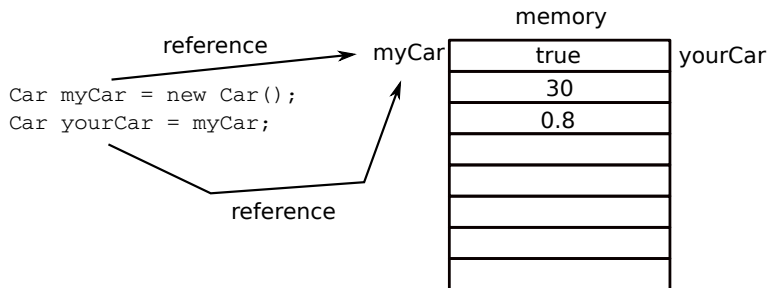 memory
reference
myCar
true
yourCar
Car myCar = new Car();
30
Car yourCar = myCar;
0.8
reference